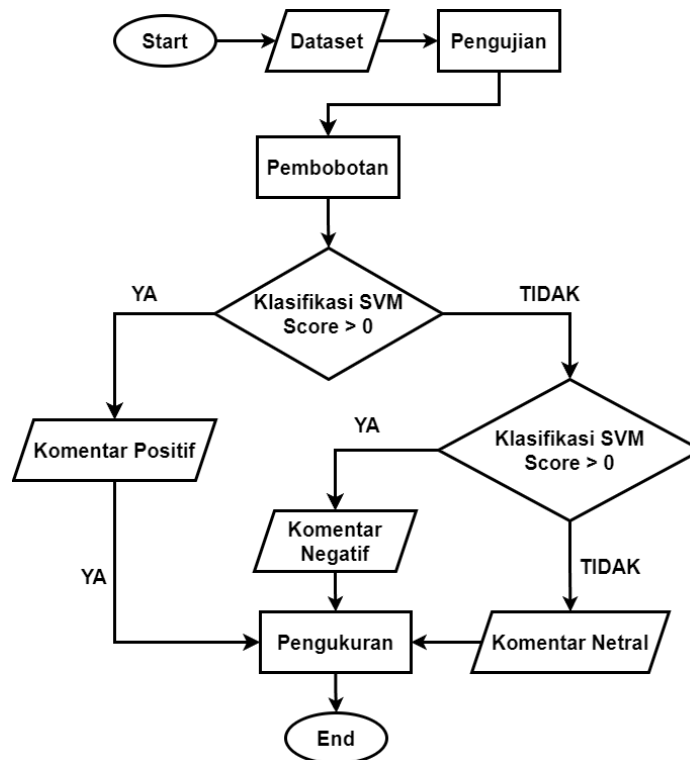 Start
Dataset
Pengujian
Pembobotan
YA
Klasifikasi SVM
Score > 0
TIDAK
Komentar Positif
YA
Klasifikasi SVM
Score > 0
Komentar
Negatif
YA
TIDAK
Pengukuran
Komentar Netral
End